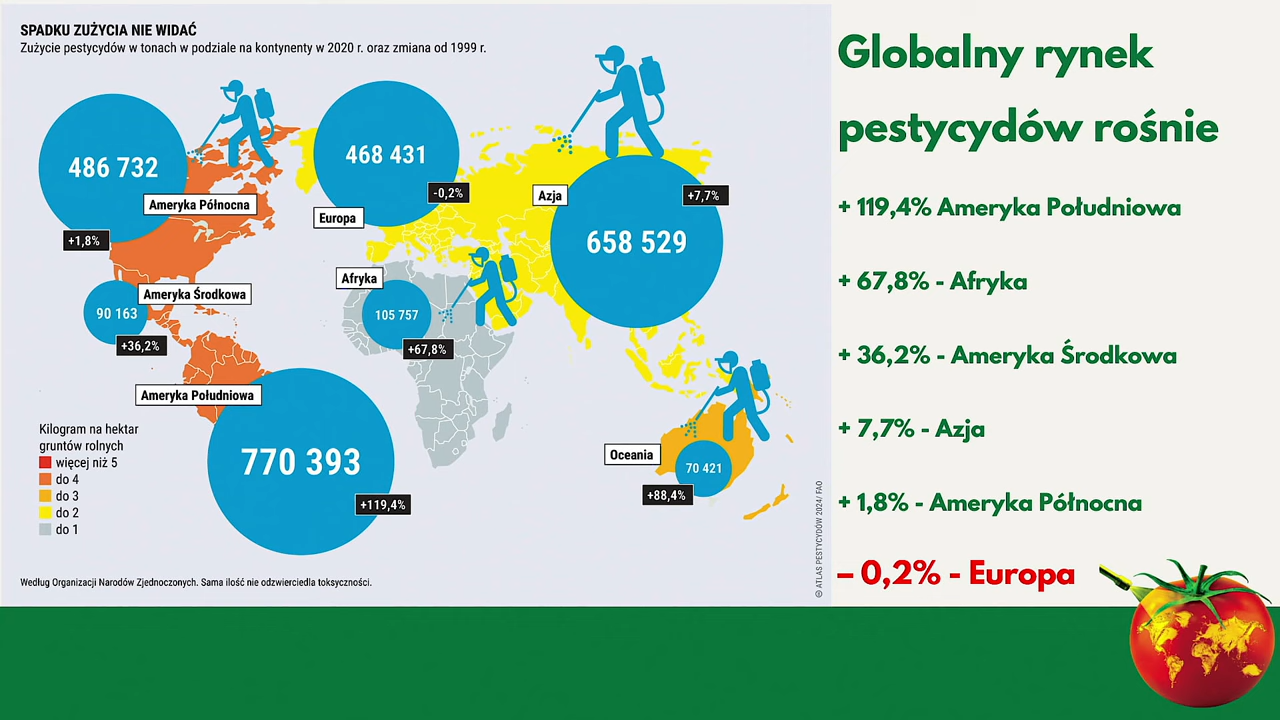 SPADKU ZUŻYCIA NIE WIDAĆ
Zużycie pestycydów w tonach w podziale na kontynenty w 2020 r. oraz zmiana od 1999 r.
486 732
Ameryka Północna
+1,8%
468 431
-0,2%
Europa
Azja
+7,7%
658 529
Ameryka Środkowa
90 163
+36,2%
Afryka
105 757
+67,8%
Ameryka Południowa
770 393
+119,4%
Oceania
70 421
+88,4%
Kilogram na hektar
gruntów rolnych
więcej niż 5
do 4
do 3
do 2
do 1
Według Organizacji Narodów Zjednoczonych. Sama ilość nie odzwierciedla toksyczności.
© ATLAS PESTYCYDÓW 2024/ FAO
Globalny rynek
pestycydów rośnie
+ 119,4% Ameryka Południowa
+ 67,8% - Afryka
+ 36,2% - Ameryka Środkowa
+ 7,7% - Azja
+ 1,8% - Ameryka Północna
– 0,2% - Europa